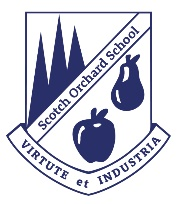 Scotch Orchard School
VIRTUTE et INDUSTRIA